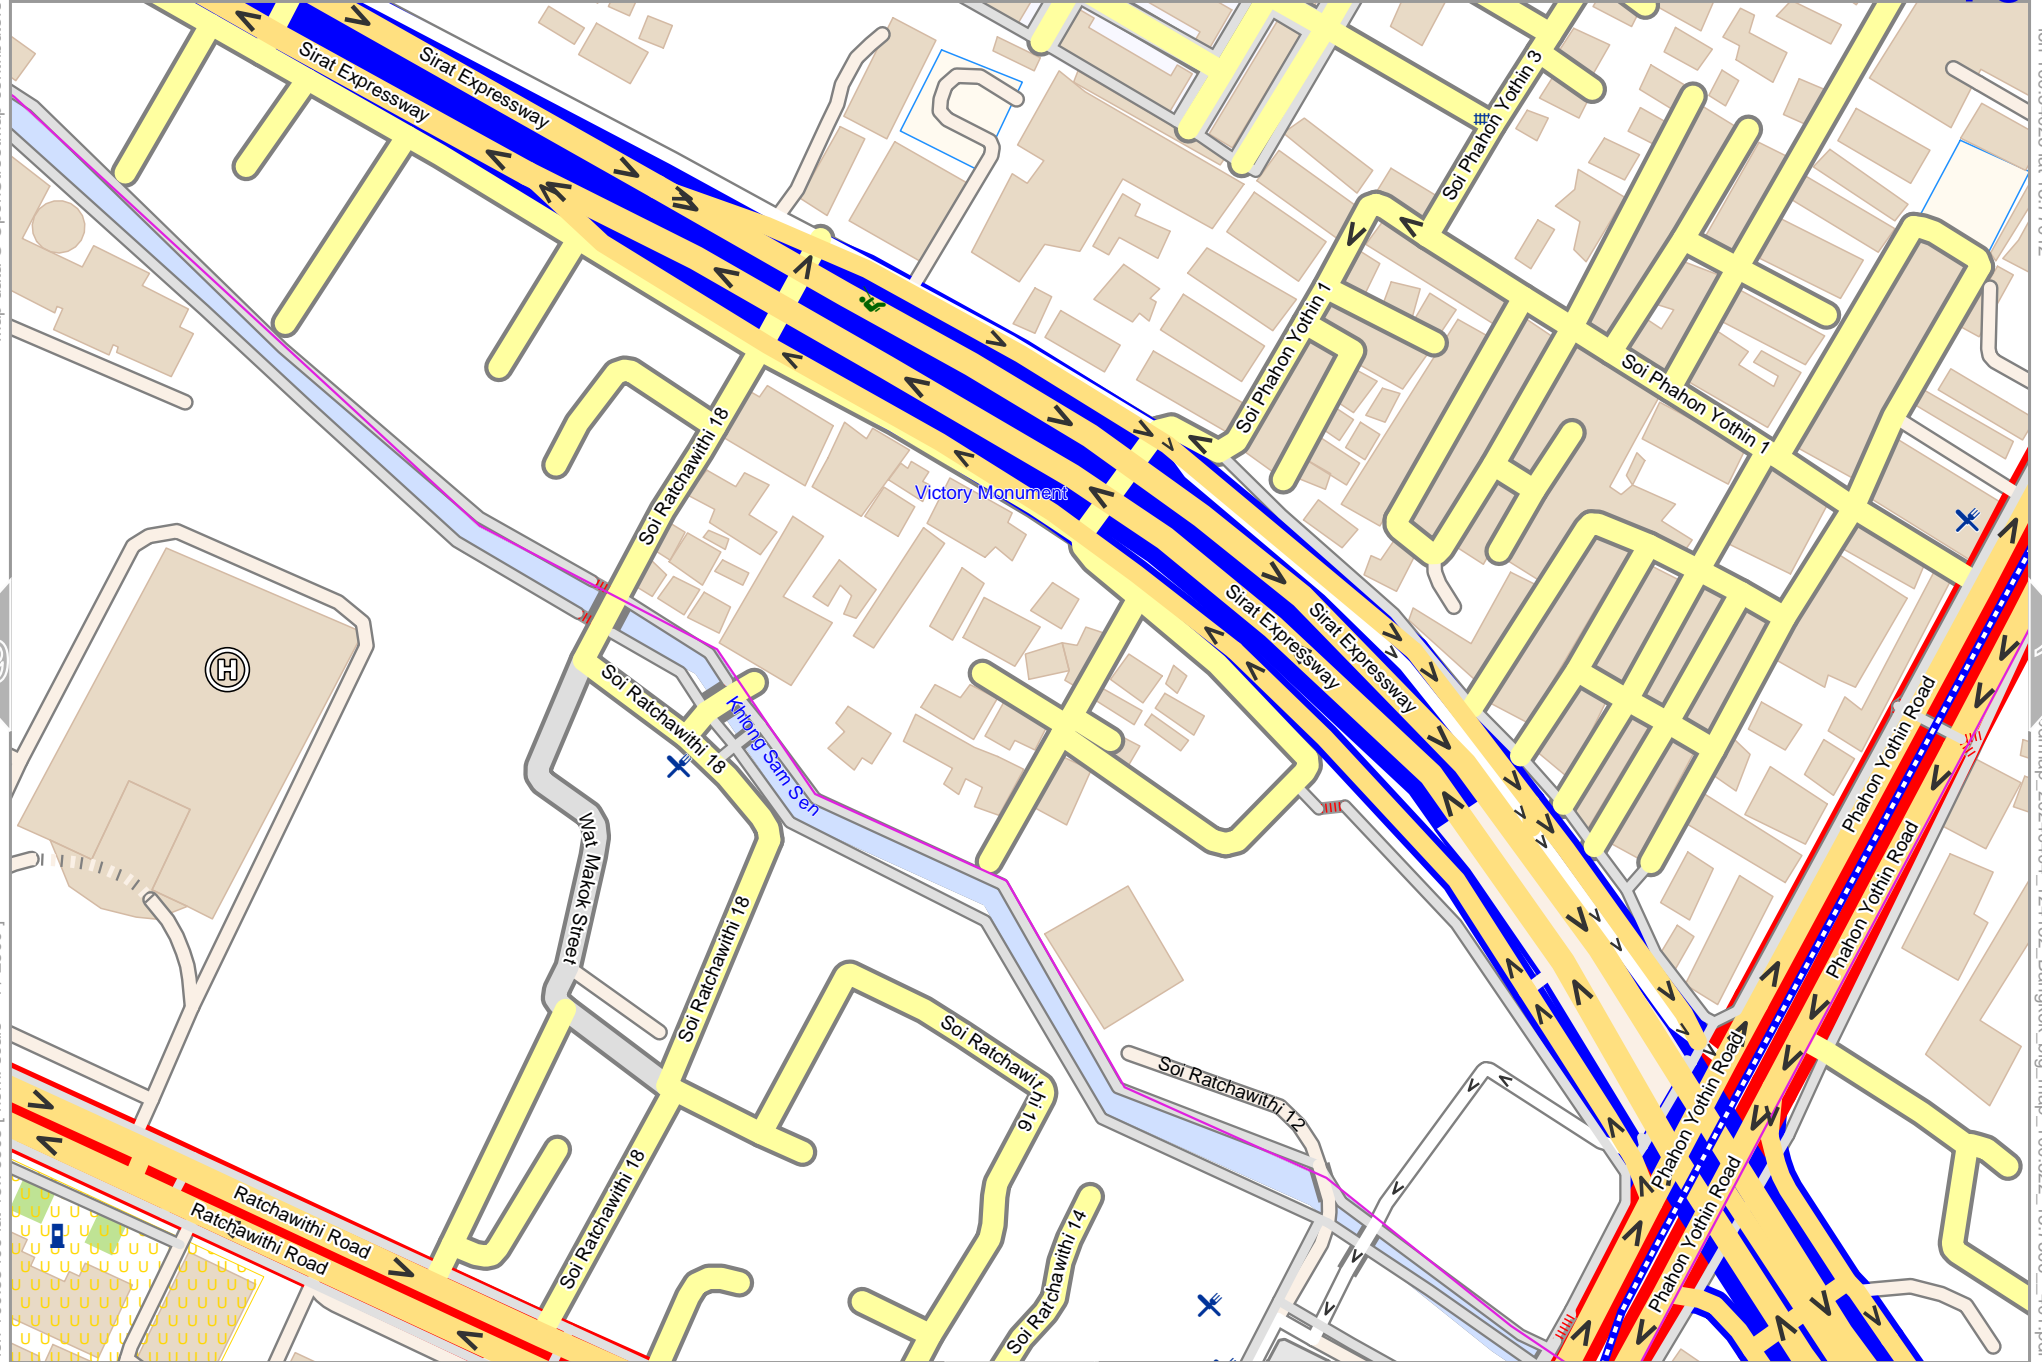 Sirat Expressway
Sirat Expressway
Soi Phahon Yothin 3
Soi Phahon Yothin 1
Soi Phahon Yothin 1
Soi Ratchawithi 18
Victory Monument
Sirat Expressway
Sirat Expressway
Soi Ratchawithi 18
Khlong Sam Sen
Phahon Yothin Road
Phahon Yothin Road
Wat Makok Street
Soi Ratchawithi 18
Soi Ratchawithi 16
Soi Ratchawithi 12
Phahon Yothin Road
Phahon Yothin Road
Soi Ratchawithi 18
Soi Ratchawithi 14
Ratchawithi Road
Ratchawithi Road
H